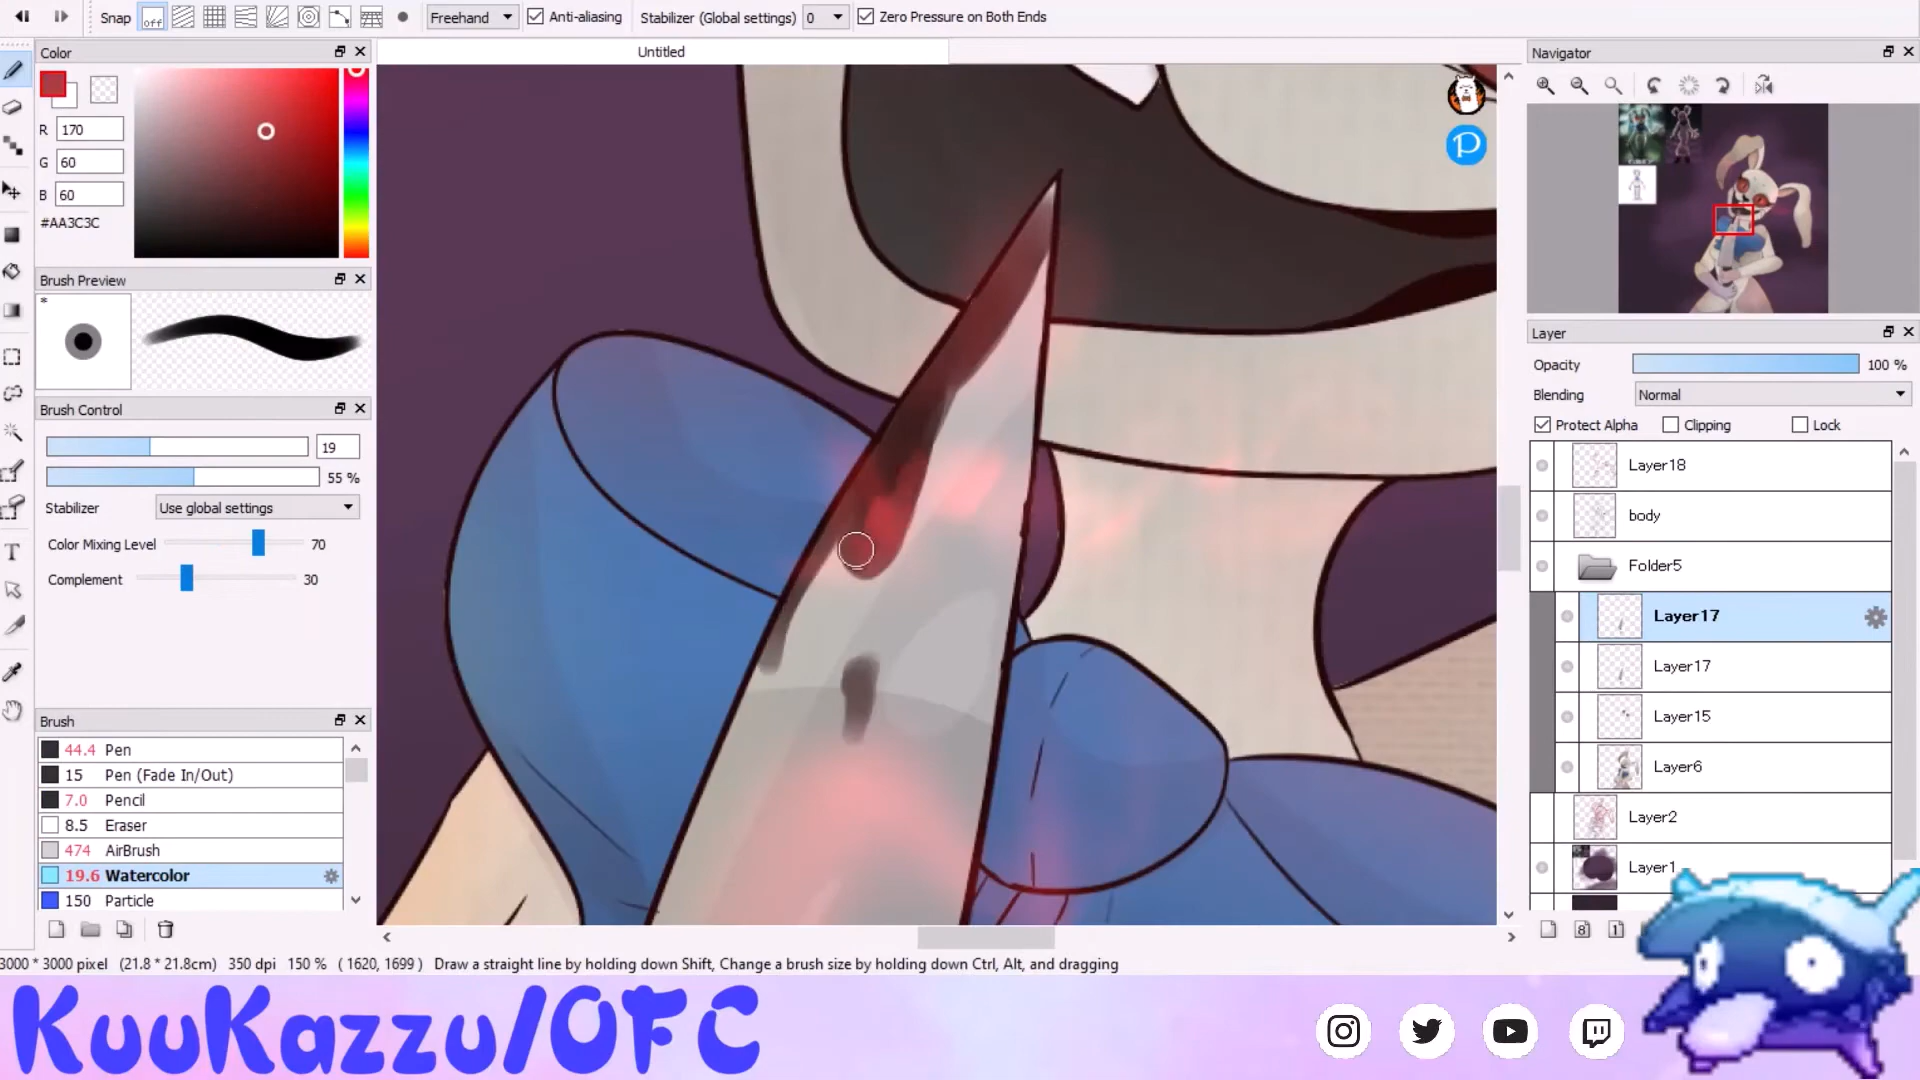 Snap off Freehand Anti-aliasing Stabilizer (Global settings) 0 Zero Pressure on Both Ends
Color
R 170
G 60
B 60
#AA3C3C
Brush Preview
*
Brush Control
19
55 %
Stabilizer Use global settings
Color Mixing Level 70
Complement 30
Brush
44.4 Pen
15 Pen (Fade In/Out)
7.0 Pencil
8.5 Eraser
474 AirBrush
19.6 Watercolor
150 Particle
Untitled
P
Navigator
Layer
Opacity 100 %
Blending Normal
Protect Alpha Clipping Lock
Layer18
body
Folder5
Layer17
Layer17
Layer15
Layer6
Layer2
Layer1
8 1
T
3000 * 3000 pixel (21.8 * 21.8cm) 350 dpi 150 % ( 1620, 1699 ) Draw a straight line by holding down Shift, Change a brush size by holding down Ctrl, Alt, and dragging
KuuKazzu/OFC